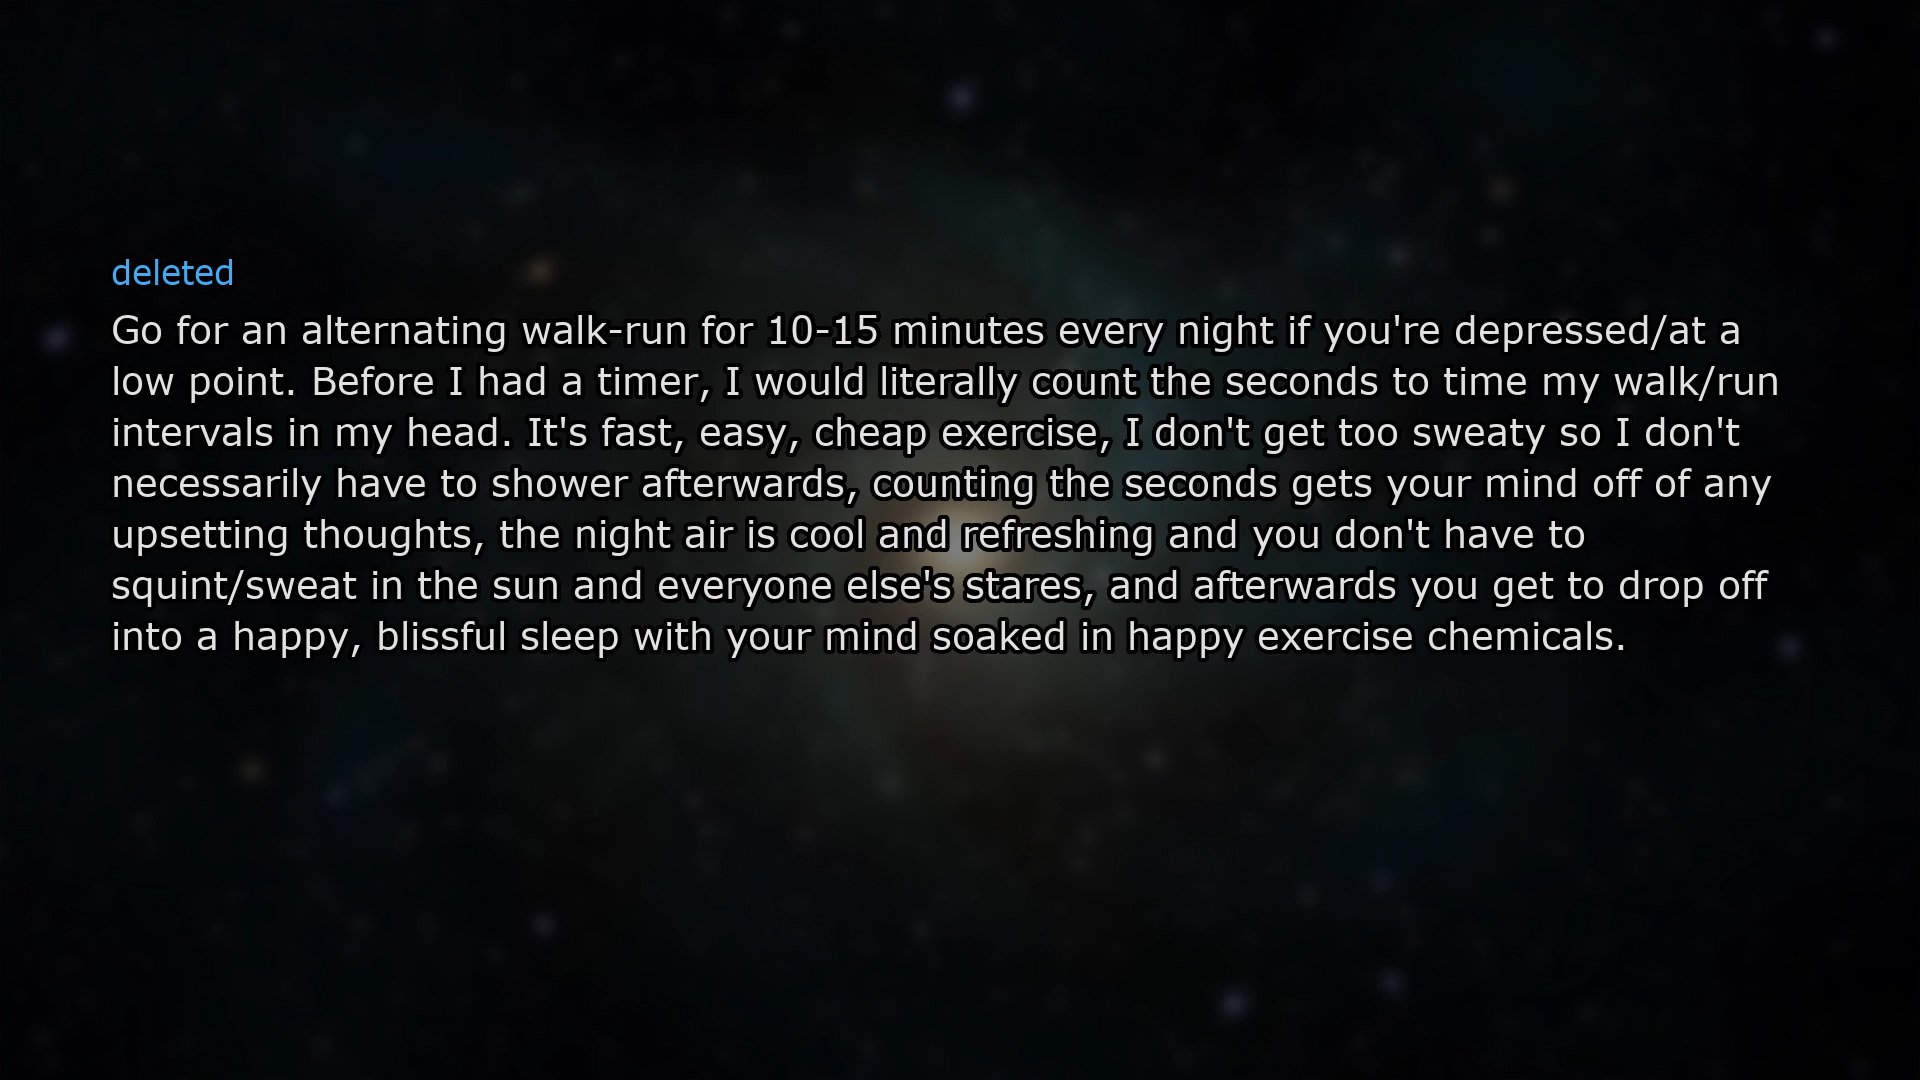 deleted
Go for an alternating walk-run for 10-15 minutes every night if you're depressed/at a
low point. Before I had a timer, I would literally count the seconds to time my walk/run
intervals in my head. It's fast, easy, cheap exercise, I don't get too sweaty so I don't
necessarily have to shower afterwards, counting the seconds gets your mind off of any
upsetting thoughts, the night air is cool and refreshing and you don't have to
squint/sweat in the sun and everyone else's stares, and afterwards you get to drop off
into a happy, blissful sleep with your mind soaked in happy exercise chemicals.